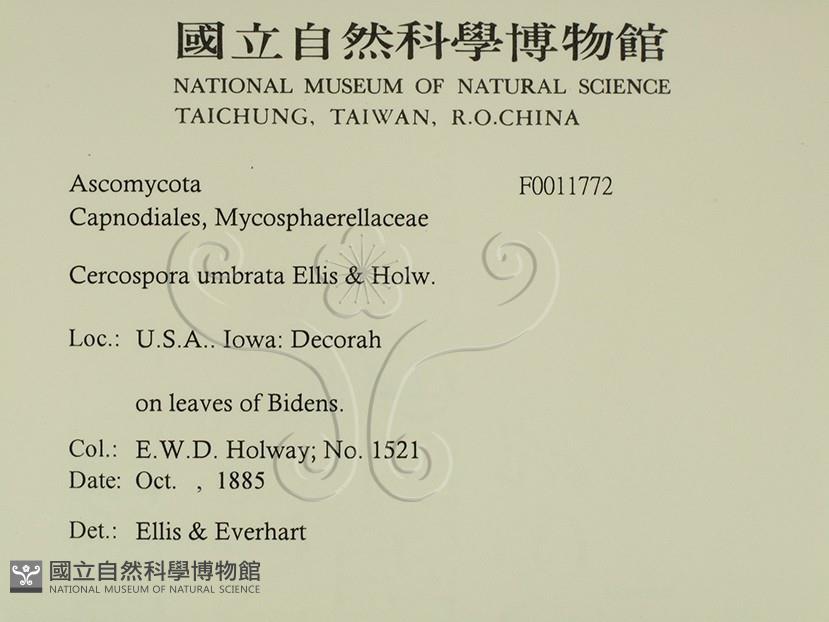 國立自然科學博物館
NATIONAL MUSEUM OF NATURAL SCIENCE
TAICHUNG, TAIWAN, R.O.CHINA
Ascomycota F0011772
Capnodiales, Mycosphaerellaceae
Cercospora umbrata Ellis & Holw.
Loc.: U.S.A.. Iowa: Decorah
on leaves of Bidens.
Col.: E.W.D. Holway; No. 1521
Date: Oct. , 1885
Det.: Ellis & Everhart
國立自然科學博物館
NATIONAL MUSEUM OF NATURAL SCIENCE